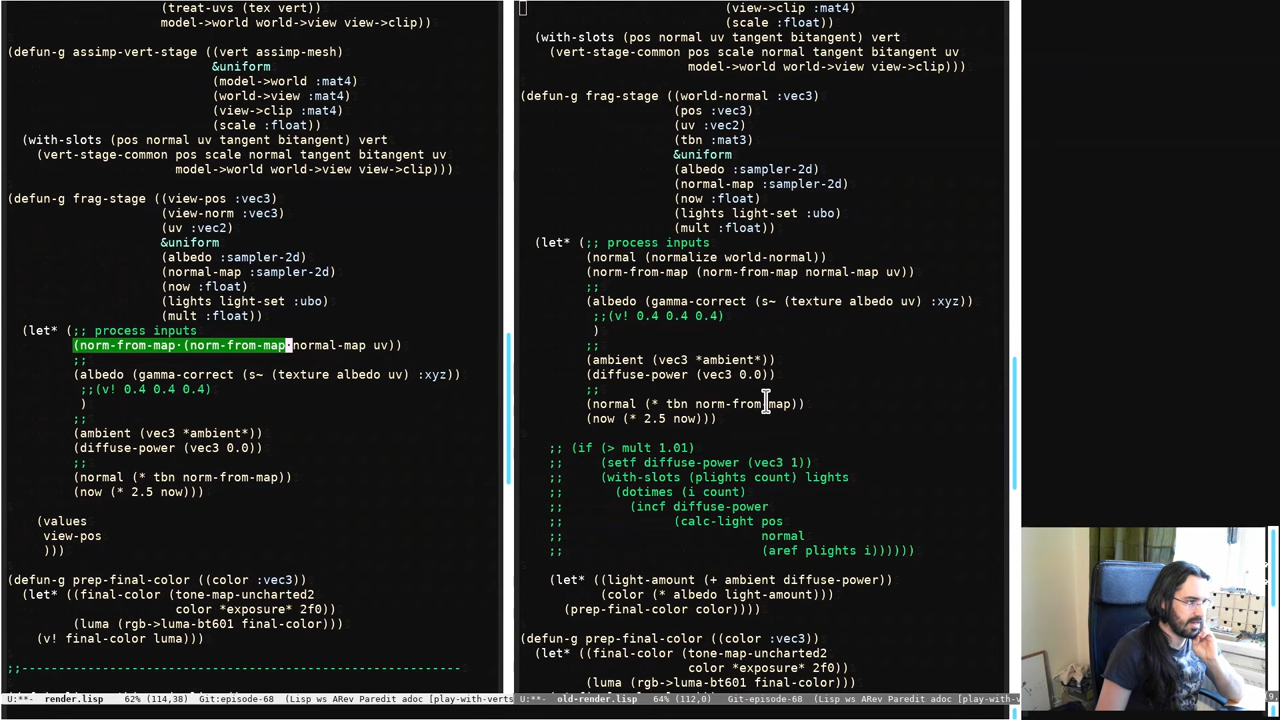 (treat-uvs (tex vert))
model->world world->view view->clip))
(defun-g assimp-vert-stage ((vert assimp-mesh)
&uniform
(model->world :mat4)
(world->view :mat4)
(view->clip :mat4)
(scale :float))
(with-slots (pos normal uv tangent bitangent) vert
(vert-stage-common pos scale normal tangent bitangent uv
model->world world->view view->clip)))
(defun-g frag-stage ((view-pos :vec3)
(view-norm :vec3)
(uv :vec2)
&uniform
(albedo :sampler-2d)
(normal-map :sampler-2d)
(now :float)
(lights light-set :ubo)
(mult :float))
(let* (;; process inputs
(norm-from-map·(norm-from-map·normal-map uv))
;;
(albedo (gamma-correct (s~ (texture albedo uv) :xyz))
;;(v! 0.4 0.4 0.4)
)
;;
(ambient (vec3 *ambient*))
(diffuse-power (vec3 0.0))
;;
(normal (* tbn norm-from-map))
(now (* 2.5 now)))
(values
view-pos
)))
(defun-g prep-final-color ((color :vec3))
(let* ((final-color (tone-map-uncharted2
color *exposure* 2f0))
(luma (rgb->luma-bt601 final-color)))
(v! final-color luma)))
;;--------------------------------------------------------------
U:**-  render.lisp  62% (114,38)  Git:episode-68  (Lisp ws ARev Paredit adoc [play-with-verts
(view->clip :mat4)
(scale :float))
(with-slots (pos normal uv tangent bitangent) vert
(vert-stage-common pos scale normal tangent bitangent uv
model->world world->view view->clip)))
(defun-g frag-stage ((world-normal :vec3)
(pos :vec3)
(uv :vec2)
(tbn :mat3)
&uniform
(albedo :sampler-2d)
(normal-map :sampler-2d)
(now :float)
(lights light-set :ubo)
(mult :float))
(let* (;; process inputs
(normal (normalize world-normal))
(norm-from-map (norm-from-map normal-map uv))
;;
(albedo (gamma-correct (s~ (texture albedo uv) :xyz))
;;(v! 0.4 0.4 0.4)
)
;;
(ambient (vec3 *ambient*))
(diffuse-power (vec3 0.0))
;;
(normal (* tbn norm-from-map))
(now (* 2.5 now)))
;; (if (> mult 1.01)
;; (setf diffuse-power (vec3 1))
;; (with-slots (plights count) lights
;; (dotimes (i count)
;; (incf diffuse-power
;; (calc-light pos
;; normal
;; (aref plights i))))))
(let* ((light-amount (+ ambient diffuse-power))
(color (* albedo light-amount)))
(prep-final-color color))))
(defun-g prep-final-color ((color :vec3))
(let* ((final-color (tone-map-uncharted2
color *exposure* 2f0))
(luma (rgb->luma-bt601 final-color)))
U:**-  old-render.lisp  64% (112,0)  Git:episode-68  (Lisp ws ARev Paredit adoc [play-with-v